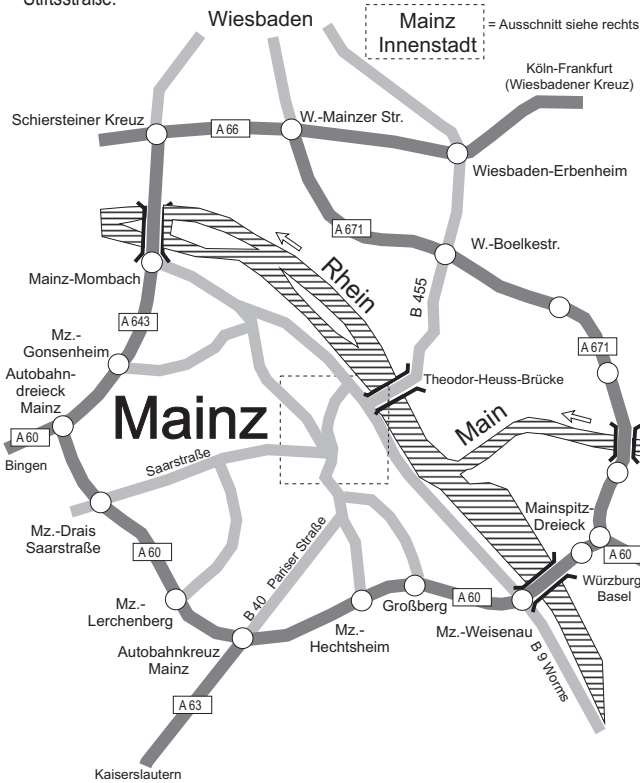 Stiftsstraße.
Wiesbaden
Mainz
Innenstadt
= Ausschnitt siehe rechts
Köln-Frankfurt
(Wiesbadener Kreuz)
Schiersteiner Kreuz
A 66
W.-Mainzer Str.
Wiesbaden-Erbenheim
A 671
W.-Boelkestr.
Rhein
B 455
Mainz-Mombach
A 643
Mz.-
Gonsenheim
A 671
Autobahn-
dreieck
Mainz
Theodor-Heuss-Brücke
Mainz
Main
A 60
Bingen
Saarstraße
Mz.-Drais
Saarstraße
Mainspitz-
Dreieck
A 60
A 60
Würzburg
Basel
B 40 Pariser Straße
Mz.-
Lerchenberg
Großberg
A 60
Mz.-
Hechtsheim
Mz.-Weisenau
Autobahnkreuz
Mainz
B 9 Worms
A 63
Kaiserslautern